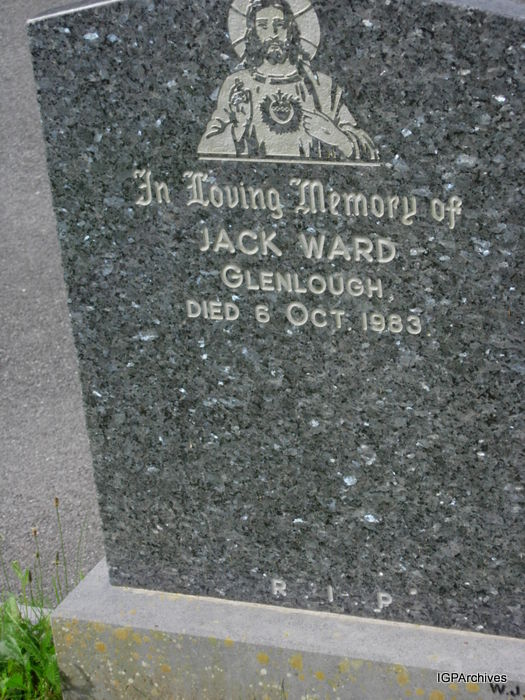 In Loving Memory of
JACK WARD
GLENLOUGH
DIED 6 OCT. 1983
R I P
IGPArchives
W.J